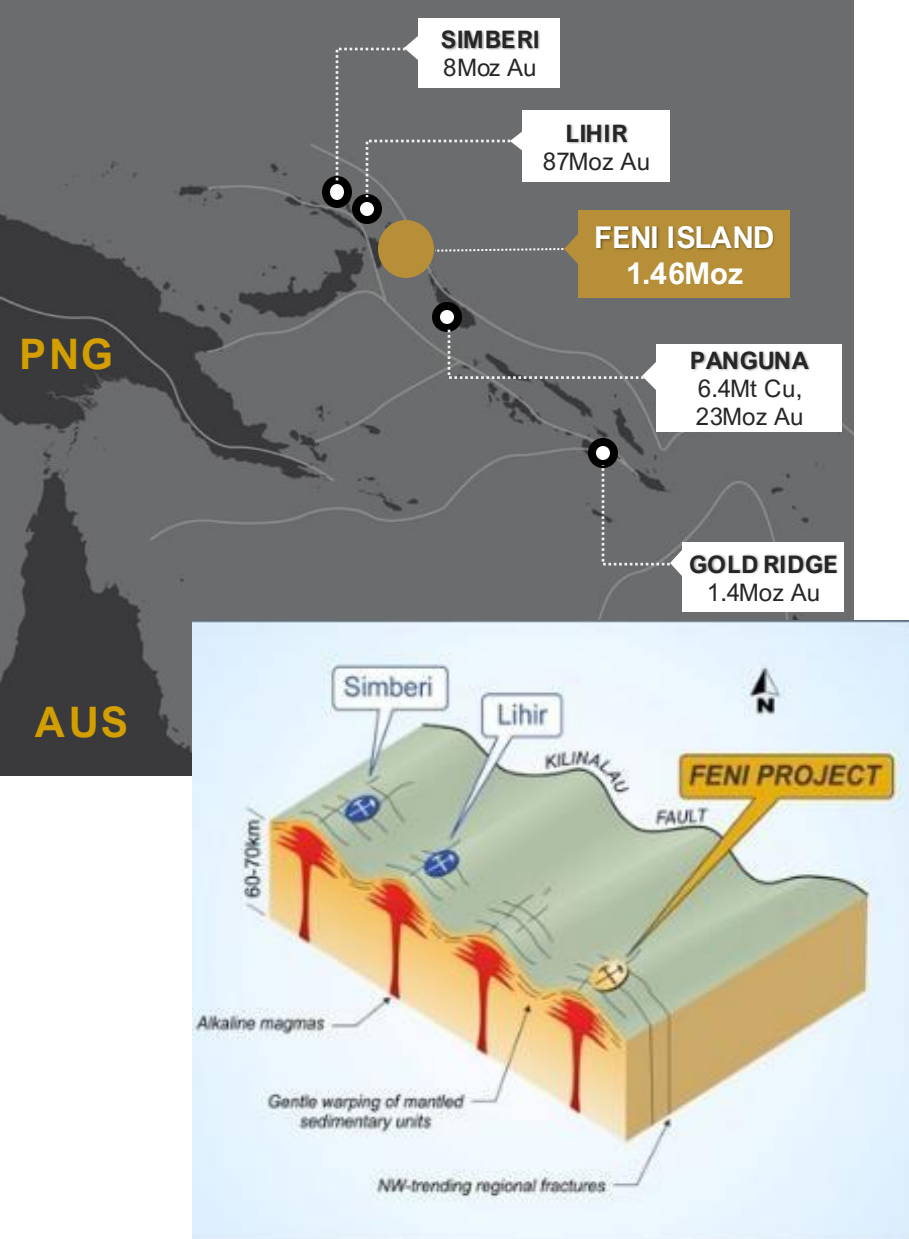 SIMBERI
8Moz Au
LIHIR
87Moz Au
FENI ISLAND
1.46Moz
PNG
PANGUNA
6.4Mt Cu,
23Moz Au
GOLD RIDGE
1.4Moz Au
AUS
Simberi
Lihir
N
KILINALAU
FAULT
FENI PROJECT
60-70km
Alkaline magmas
Gentle warping of mantled
sedimentary units
NW-trending regional fractures